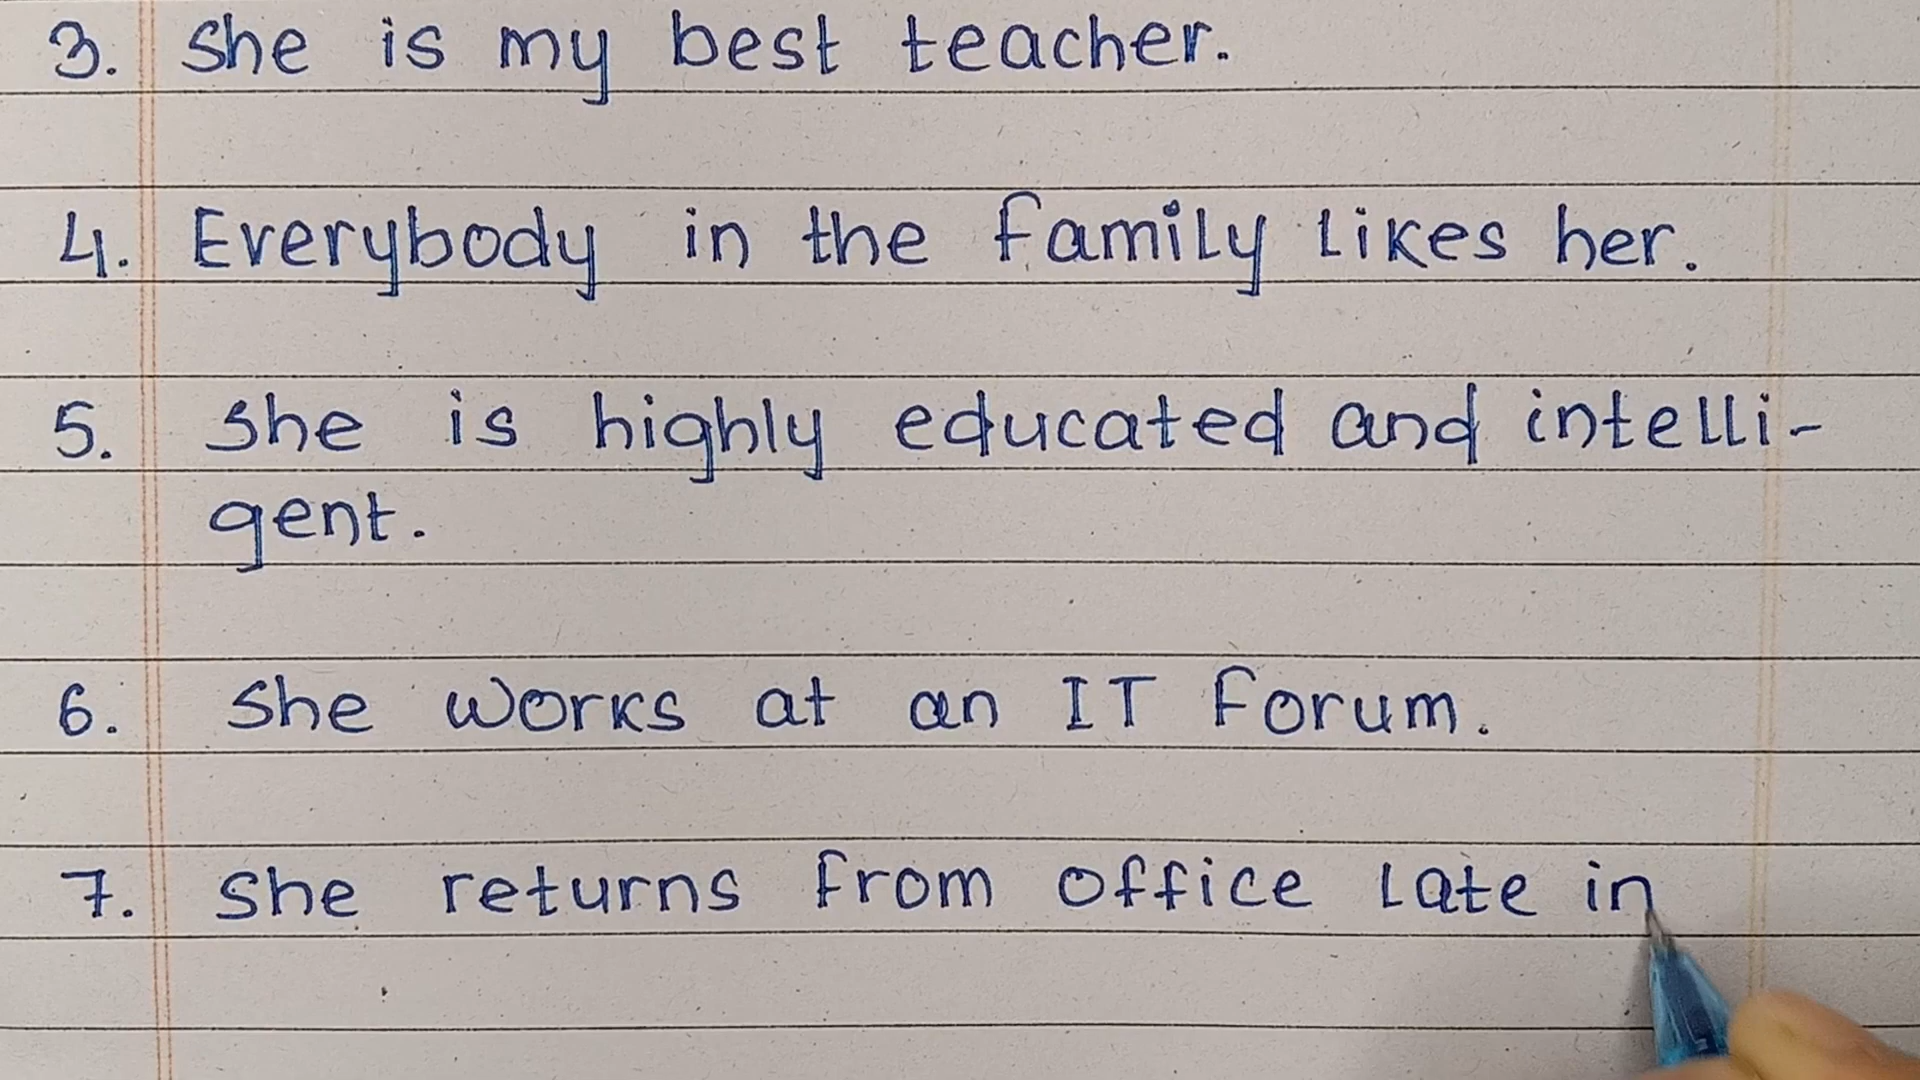 3. She is my best teacher.
4. Everybody in the family likes her.
5. She is highly educated and intelli-
gent.
6. She works at an IT forum.
7. She returns from office late in